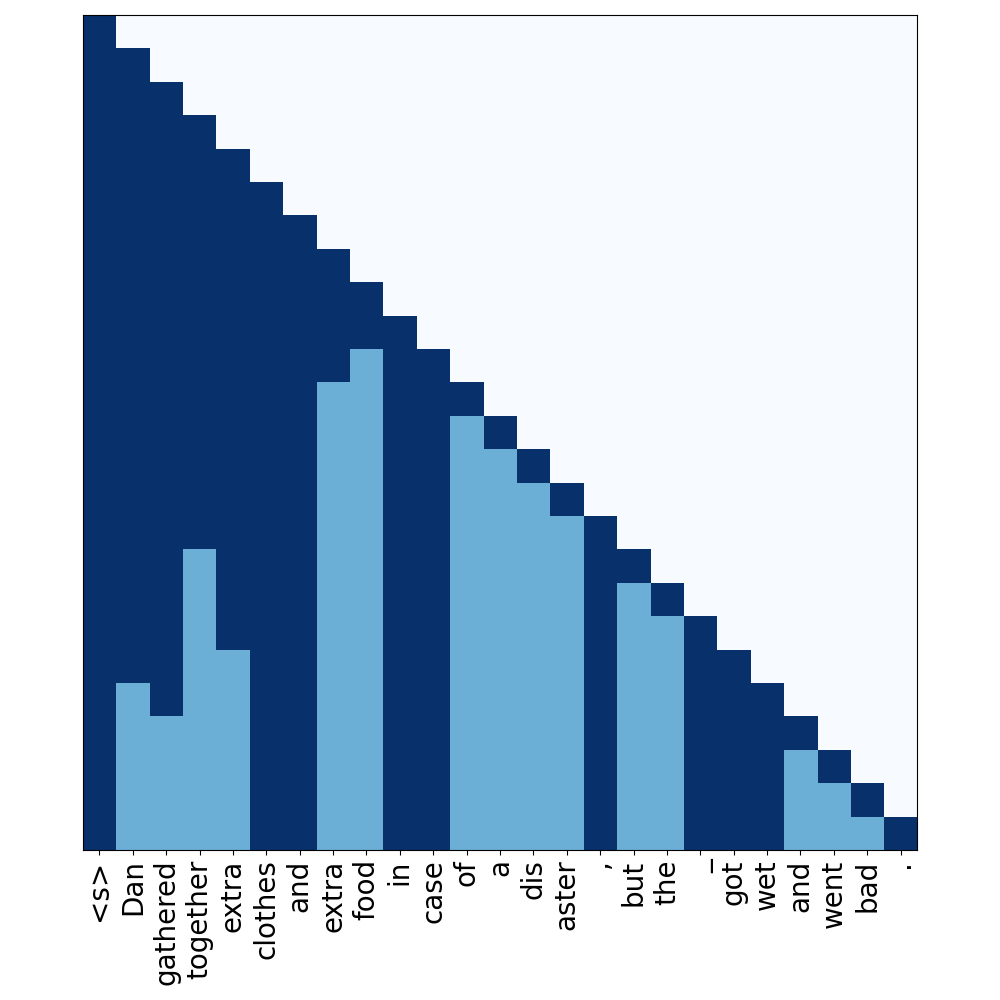 <s> Dan gathered together extra clothes and extra food in case of a dis aster , but the _ got wet and went bad .